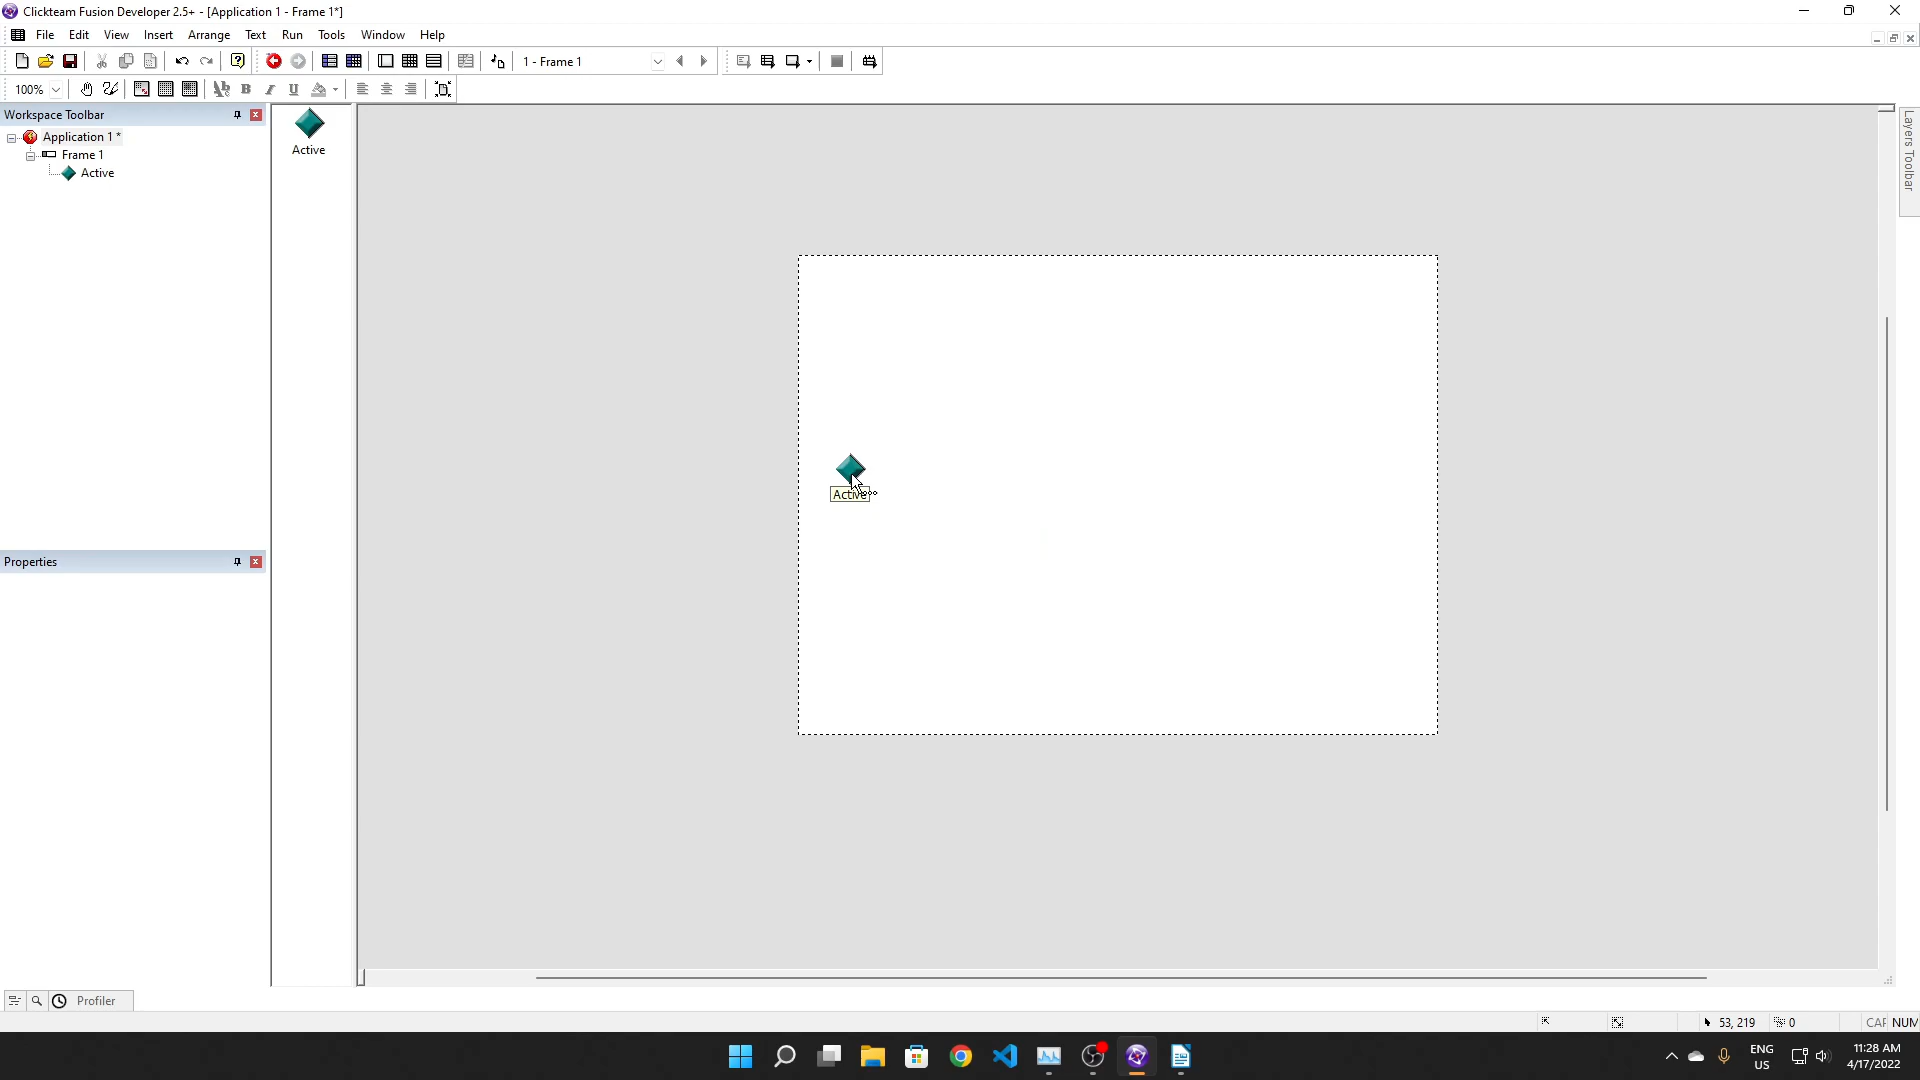 Clickteam Fusion Developer 2.5+ - [Application 1 - Frame 1*]
File Edit View Insert Arrange Text Run Tools Window Help
1 - Frame 1
100%
Workspace Toolbar
Application 1 *
Frame 1
Active
Active
Active
Layers Toolbar
Properties
Profiler
53, 219
0
CAP NUM
ENG
US
11:28 AM
4/17/2022